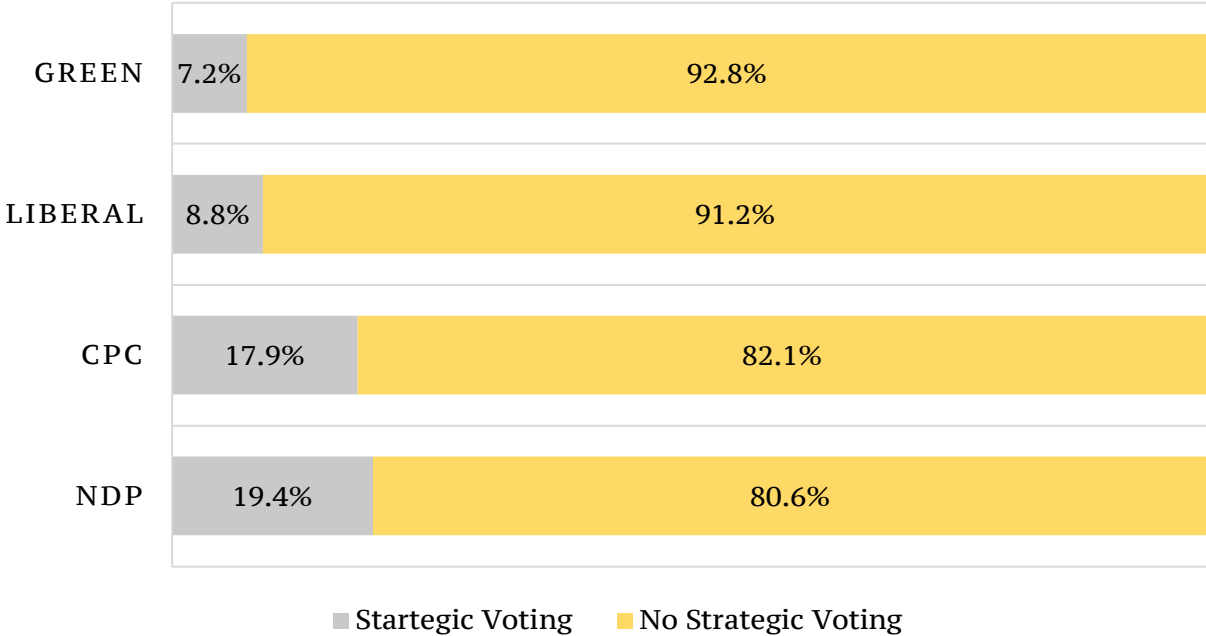 GREEN 7.2% 92.8%
LIBERAL 8.8% 91.2%
CPC 17.9% 82.1%
NDP 19.4% 80.6%
Startegic Voting No Strategic Voting